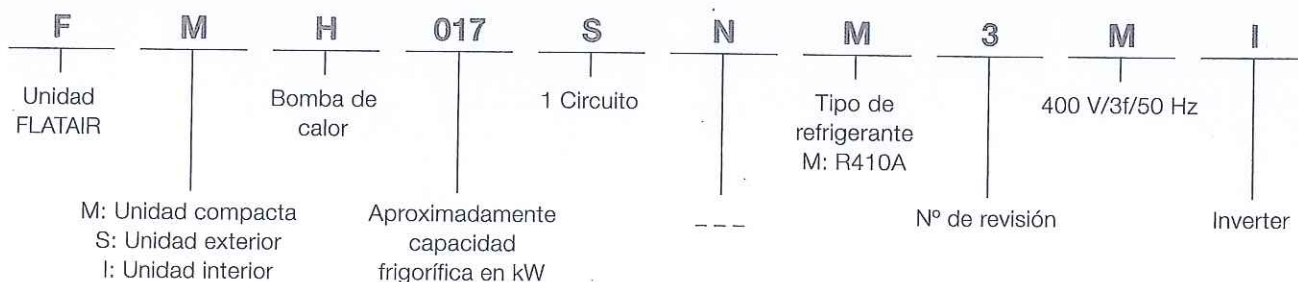 F M H 017 S N M 3 M I
Unidad
FLATAIR
Bomba de
calor
1 Circuito
Tipo de
refrigerante
M: R410A
400 V/3f/50 Hz
M: Unidad compacta
S: Unidad exterior
I: Unidad interior
Aproximadamente
capacidad
frigorífica en kW
---
Nº de revisión
Inverter